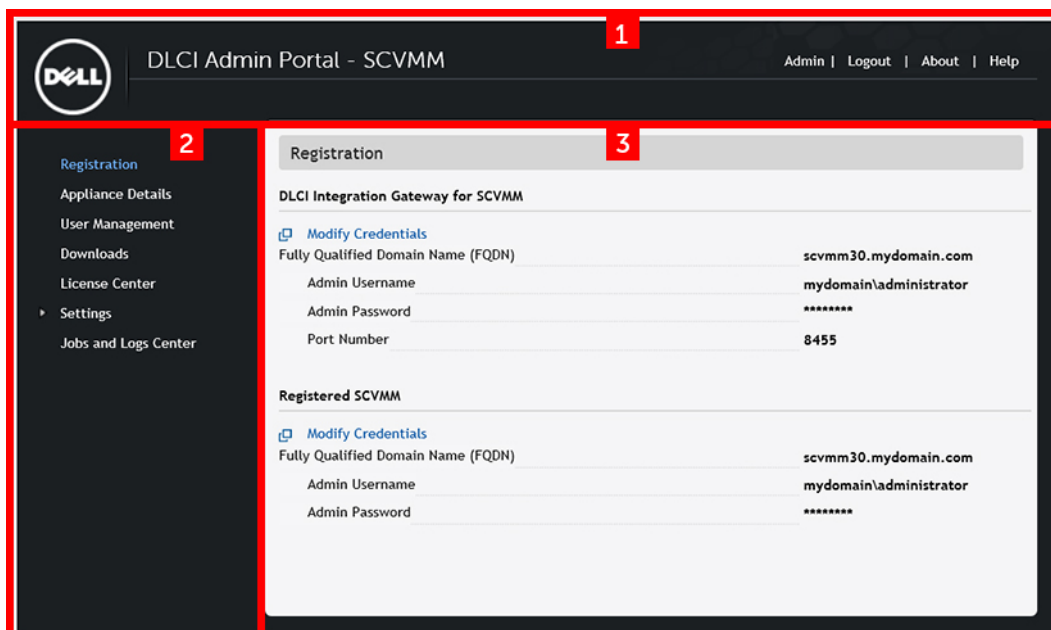 1
DELL
DLCI Admin Portal - SCVMM
Admin | Logout | About | Help
2
Registration
Appliance Details
User Management
Downloads
License Center
Settings
Jobs and Logs Center
3
Registration
DLCI Integration Gateway for SCVMM
Modify Credentials
Fully Qualified Domain Name (FQDN) scvmm30.mydomain.com
Admin Username mydomain\administrator
Admin Password ********
Port Number 8455
Registered SCVMM
Modify Credentials
Fully Qualified Domain Name (FQDN) scvmm30.mydomain.com
Admin Username mydomain\administrator
Admin Password ********